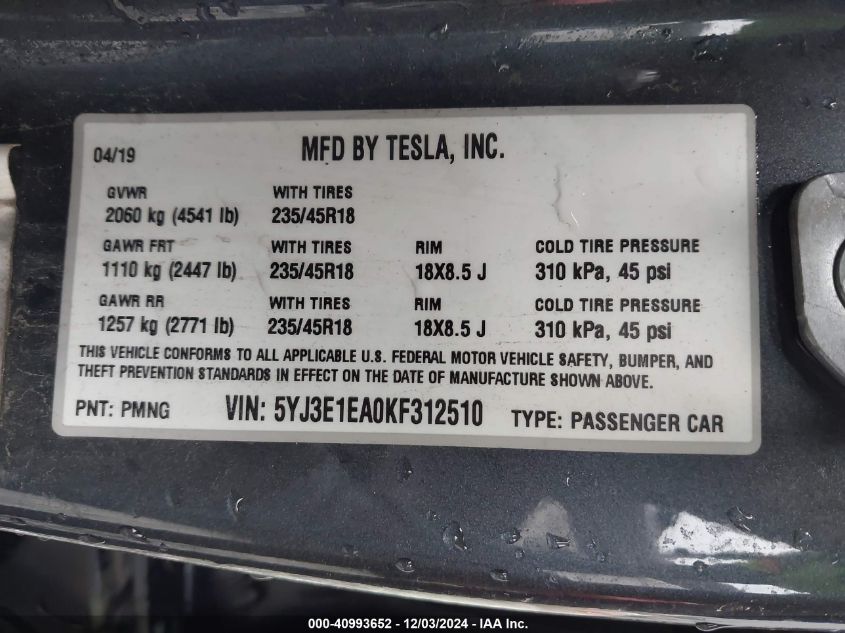 04/19 MFD BY TESLA, INC.
GVWR WITH TIRES
2060 kg (4541 lb) 235/45R18
GAWR FRT WITH TIRES RIM COLD TIRE PRESSURE
1110 kg (2447 lb) 235/45R18 18X8.5 J 310 kPa, 45 psi
GAWR RR WITH TIRES RIM COLD TIRE PRESSURE
1257 kg (2771 lb) 235/45R18 18X8.5 J 310 kPa, 45 psi
THIS VEHICLE CONFORMS TO ALL APPLICABLE U.S. FEDERAL MOTOR VEHICLE SAFETY, BUMPER, AND
THEFT PREVENTION STANDARDS IN EFFECT ON THE DATE OF MANUFACTURE SHOWN ABOVE.
PNT: PMNG VIN: 5YJ3E1EA0KF312510 TYPE: PASSENGER CAR
000-40993652 - 12/03/2024 - IAA Inc.